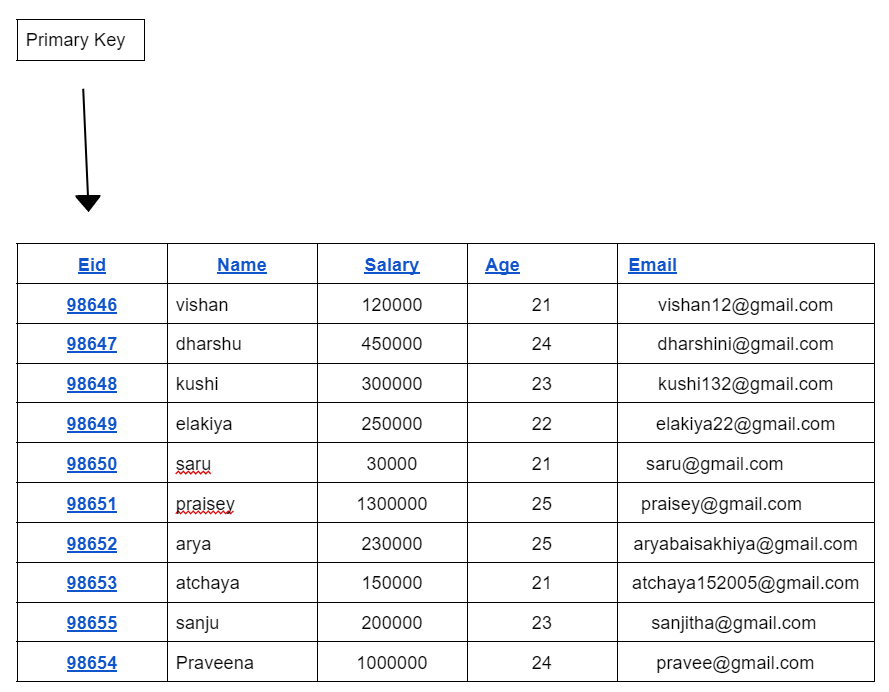 Primary Key
Eid Name Salary Age Email
98646 vishan 120000 21 vishan12@gmail.com
98647 dharshu 450000 24 dharshini@gmail.com
98648 kushi 300000 23 kushi132@gmail.com
98649 elakiya 250000 22 elakiya22@gmail.com
98650 saru 30000 21 saru@gmail.com
98651 praisey 1300000 25 praisey@gmail.com
98652 arya 230000 25 aryabaisakhiya@gmail.com
98653 atchaya 150000 21 atchaya152005@gmail.com
98655 sanju 200000 23 sanjitha@gmail.com
98654 Praveena 1000000 24 pravee@gmail.com